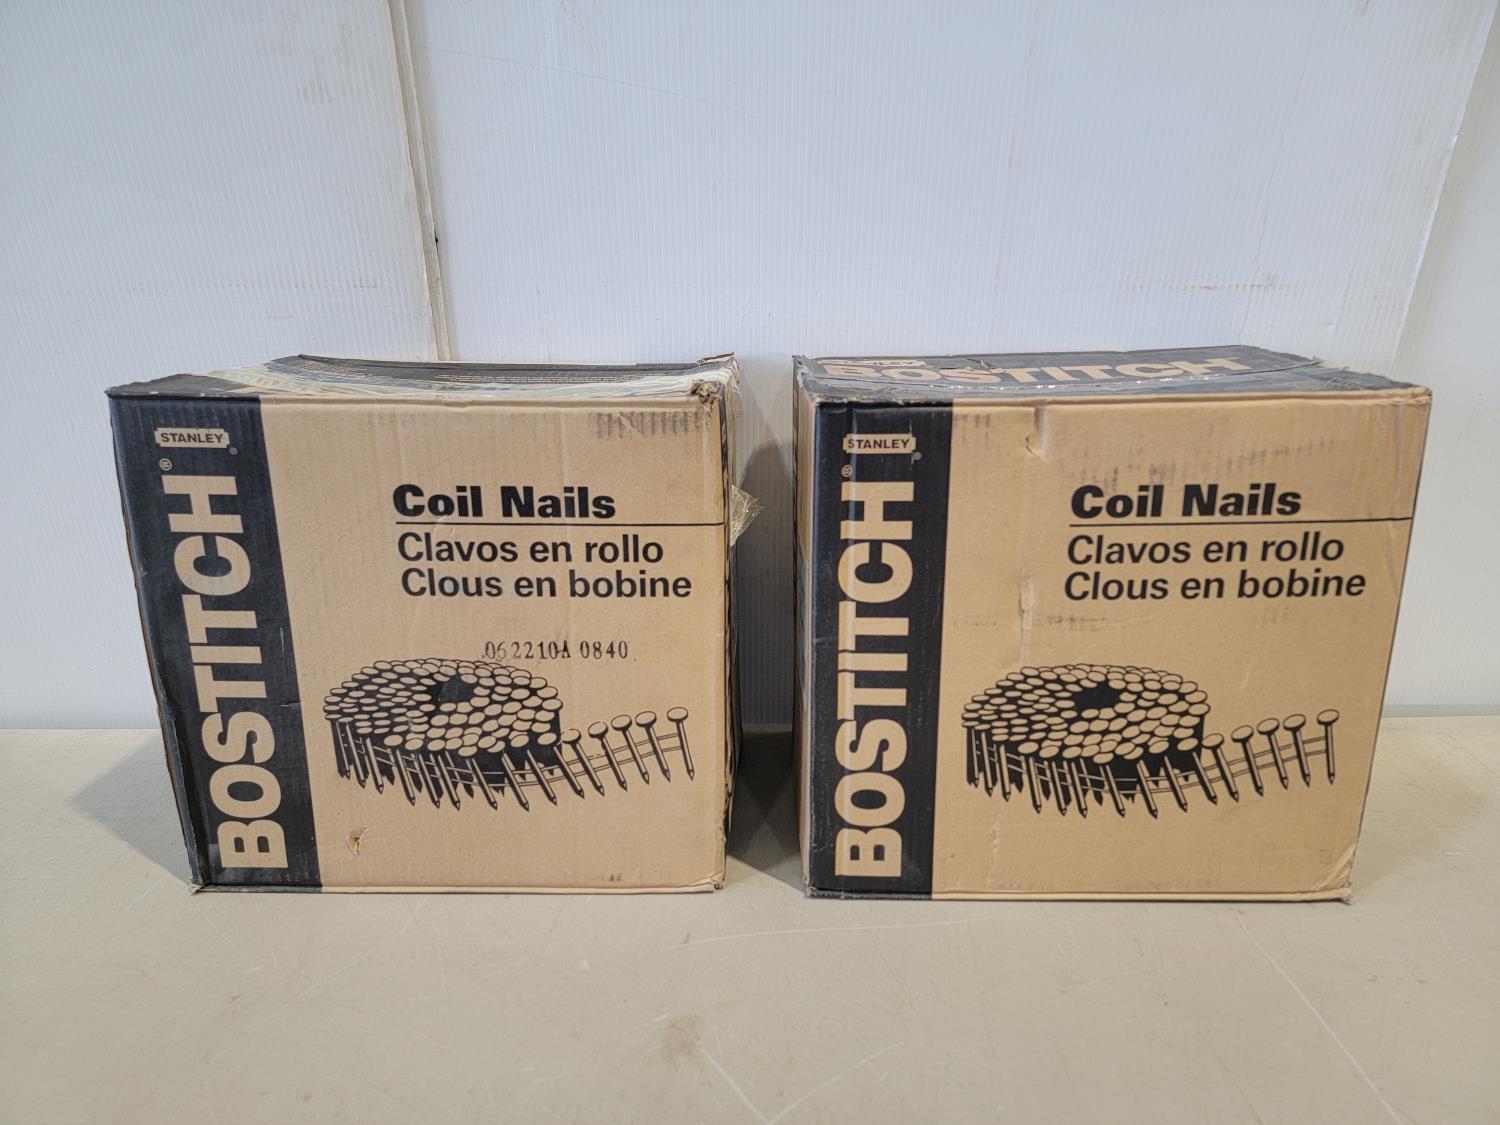 STANLEY
BOSTITCH®
Coil Nails
Clavos en rollo
Clous en bobine
062210A 0840
STANLEY
BOSTITCH
STANLEY
BOSTITCH®
Coil Nails
Clavos en rollo
Clous en bobine